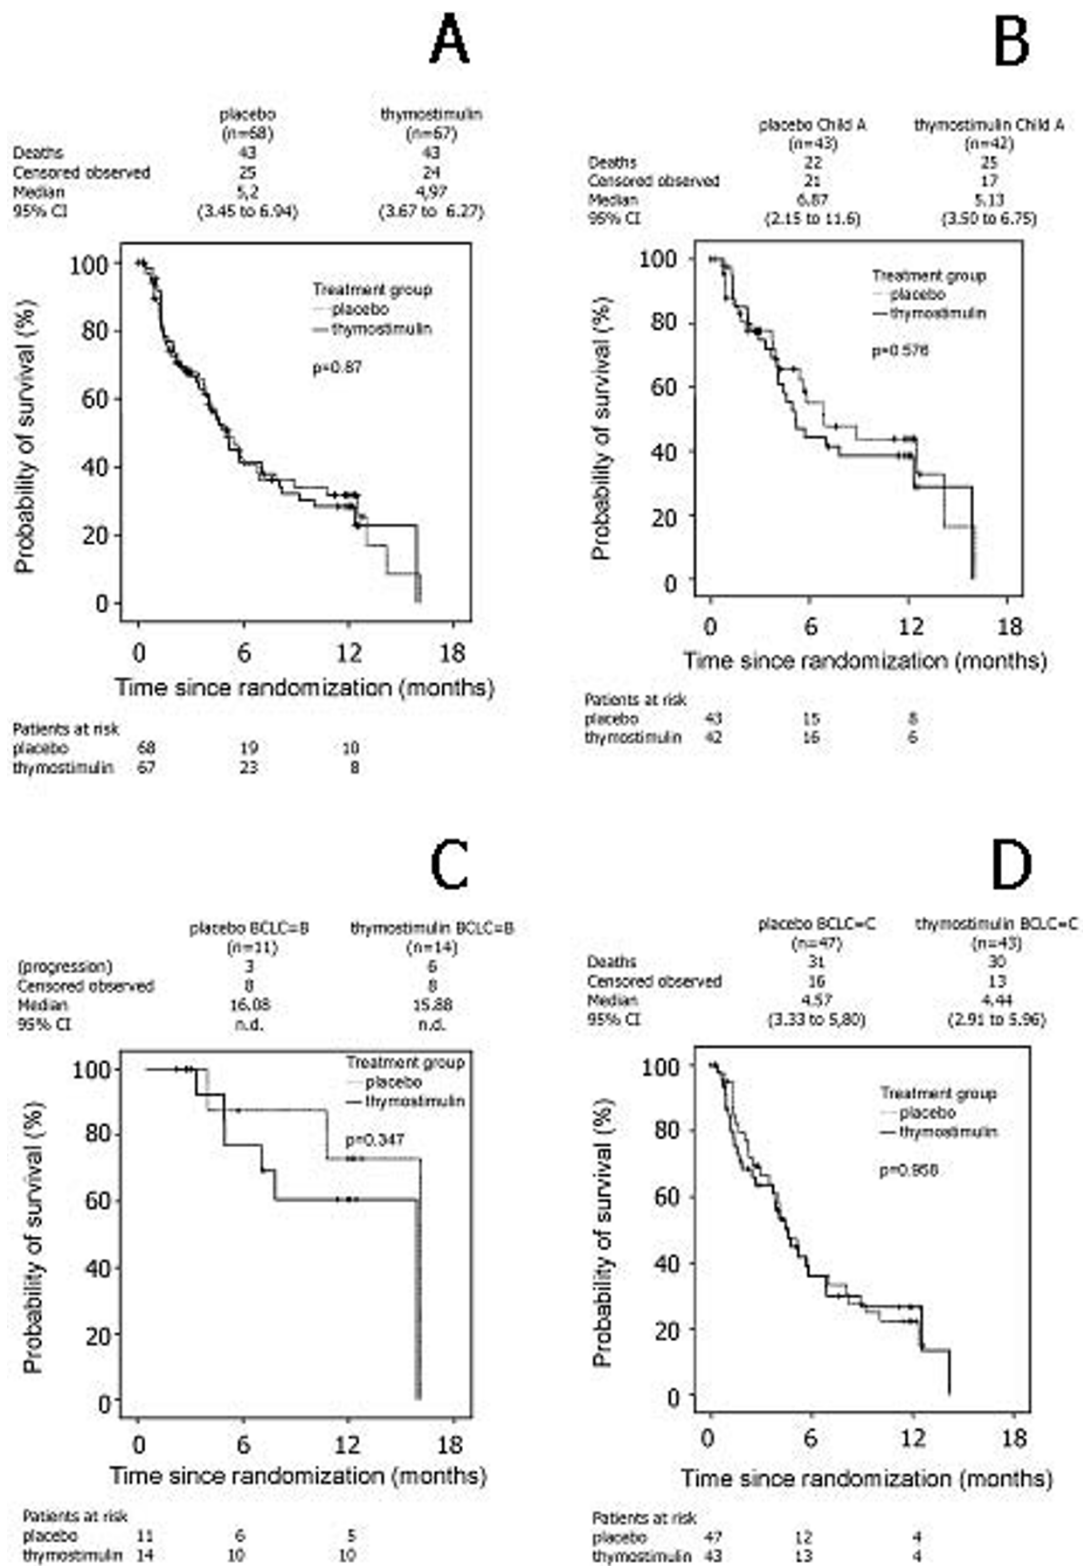 A
placebo thymostimulin
(n=68) (n=67)
Deaths 43 43
Censored observed 25 24
Median 5,2 4,97
95% CI (3.45 to 6.94) (3.67 to 6.27)
Probability of survival (%)
100
80
60
40
20
0
Treatment group
placebo
thymostimulin
p=0.87
0 6 12 18
Time since randomization (months)
Patients at risk
placebo 68 19 10
thymostimulin 67 23 8
B
placebo Child A thymostimulin Child A
(n=43) (n=42)
Deaths 22 25
Censored observed 21 17
Median 6.87 5.13
95% CI (2.15 to 11.6) (3.50 to 6.75)
Probability of survival (%)
100
80
60
40
20
0
Treatment group
placebo
thymostimulin
p=0.576
0 6 12 18
Time since randomization (months)
Patients at risk
placebo 43 15 8
thymostimulin 42 16 6
C
placebo BCLC=B thymostimulin BCLC=B
(n=11) (n=14)
(progression) 3 6
Censored observed 8 8
Median 16.08 15.88
95% CI n.d. n.d.
Probability of survival (%)
100
80
60
40
20
0
Treatment group
placebo
thymostimulin
p=0.347
0 6 12 18
Time since randomization (months)
Patients at risk
placebo 11 6 5
thymostimulin 14 10 10
D
placebo BCLC=C thymostimulin BCLC=C
(n=47) (n=43)
Deaths 31 30
Censored observed 16 13
Median 4.57 4.44
95% CI (3.33 to 5,80) (2.91 to 5.96)
Probability of survival (%)
100
80
60
40
20
0
Treatment group
placebo
thymostimulin
p=0.958
0 6 12 18
Time since randomization (months)
Patients at risk
placebo 47 12 4
thymostimulin 43 13 4